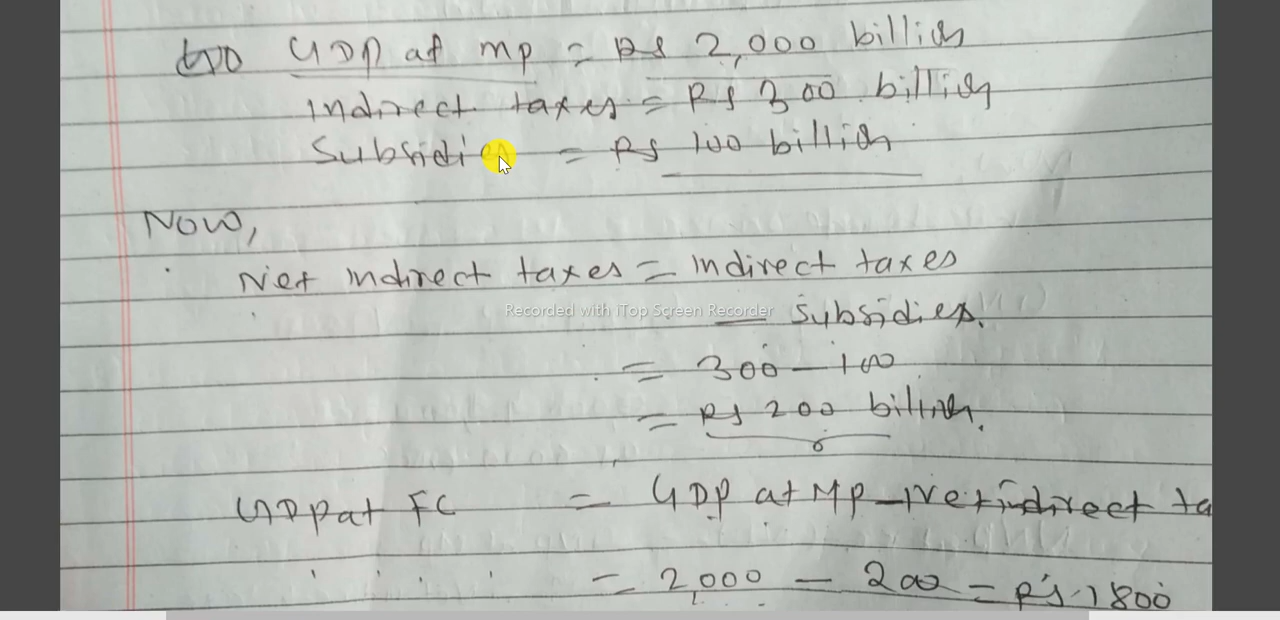 GDP at mp = Rs 2,000 billion
Indirect taxes = Rs 300 billion
Subsidies = Rs 100 billion
Now,
Net indirect taxes = Indirect taxes
Recorded with iTop Screen Recorder
— Subsidies.
= 300 – 100
= Rs 200 billion.
GDP at FC = GDP at MP – Net indirect ta
= 2,000 – 200 = Rs. 1800